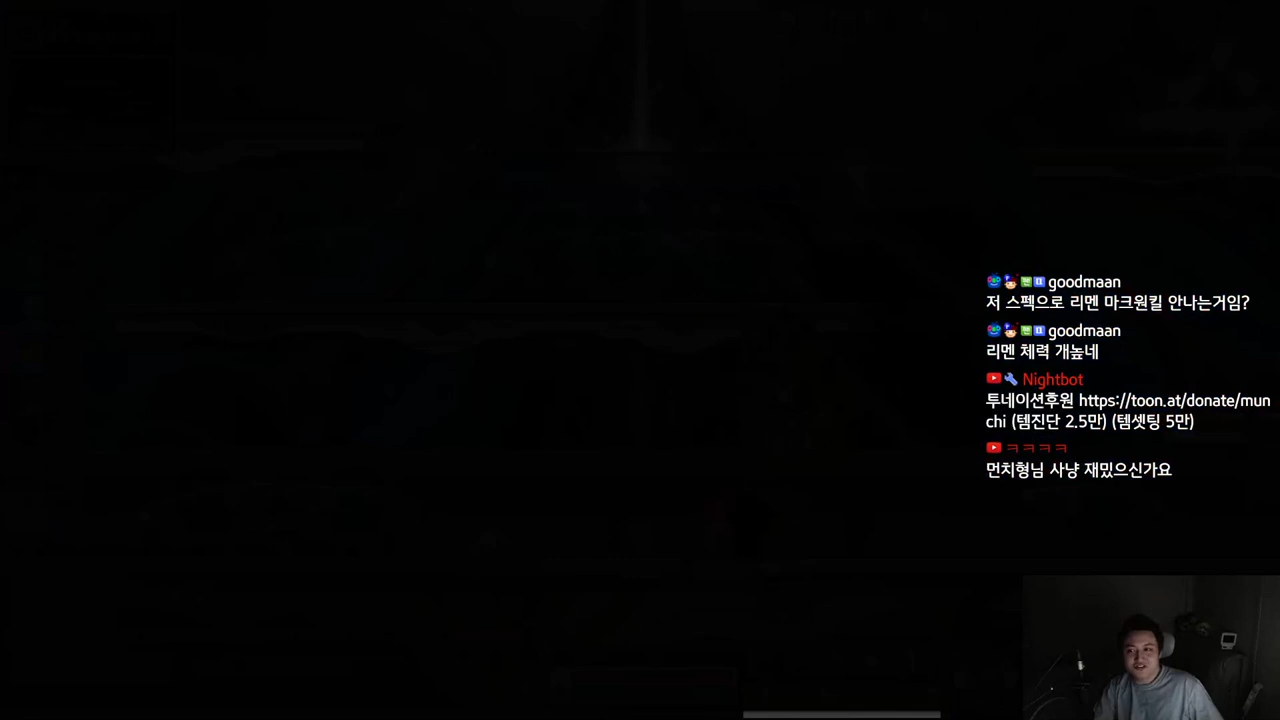 goodmaan
저 스펙으로 리멘 마크원킬 안나는거임?
goodmaan
리멘 체력 개높네
Nightbot
투네이션후원 https://toon.at/donate/mun
chi (템진단 2.5만) (템셋팅 5만)
ㅋㅋㅋㅋ
먼치형님 사냥 재밌으신가요